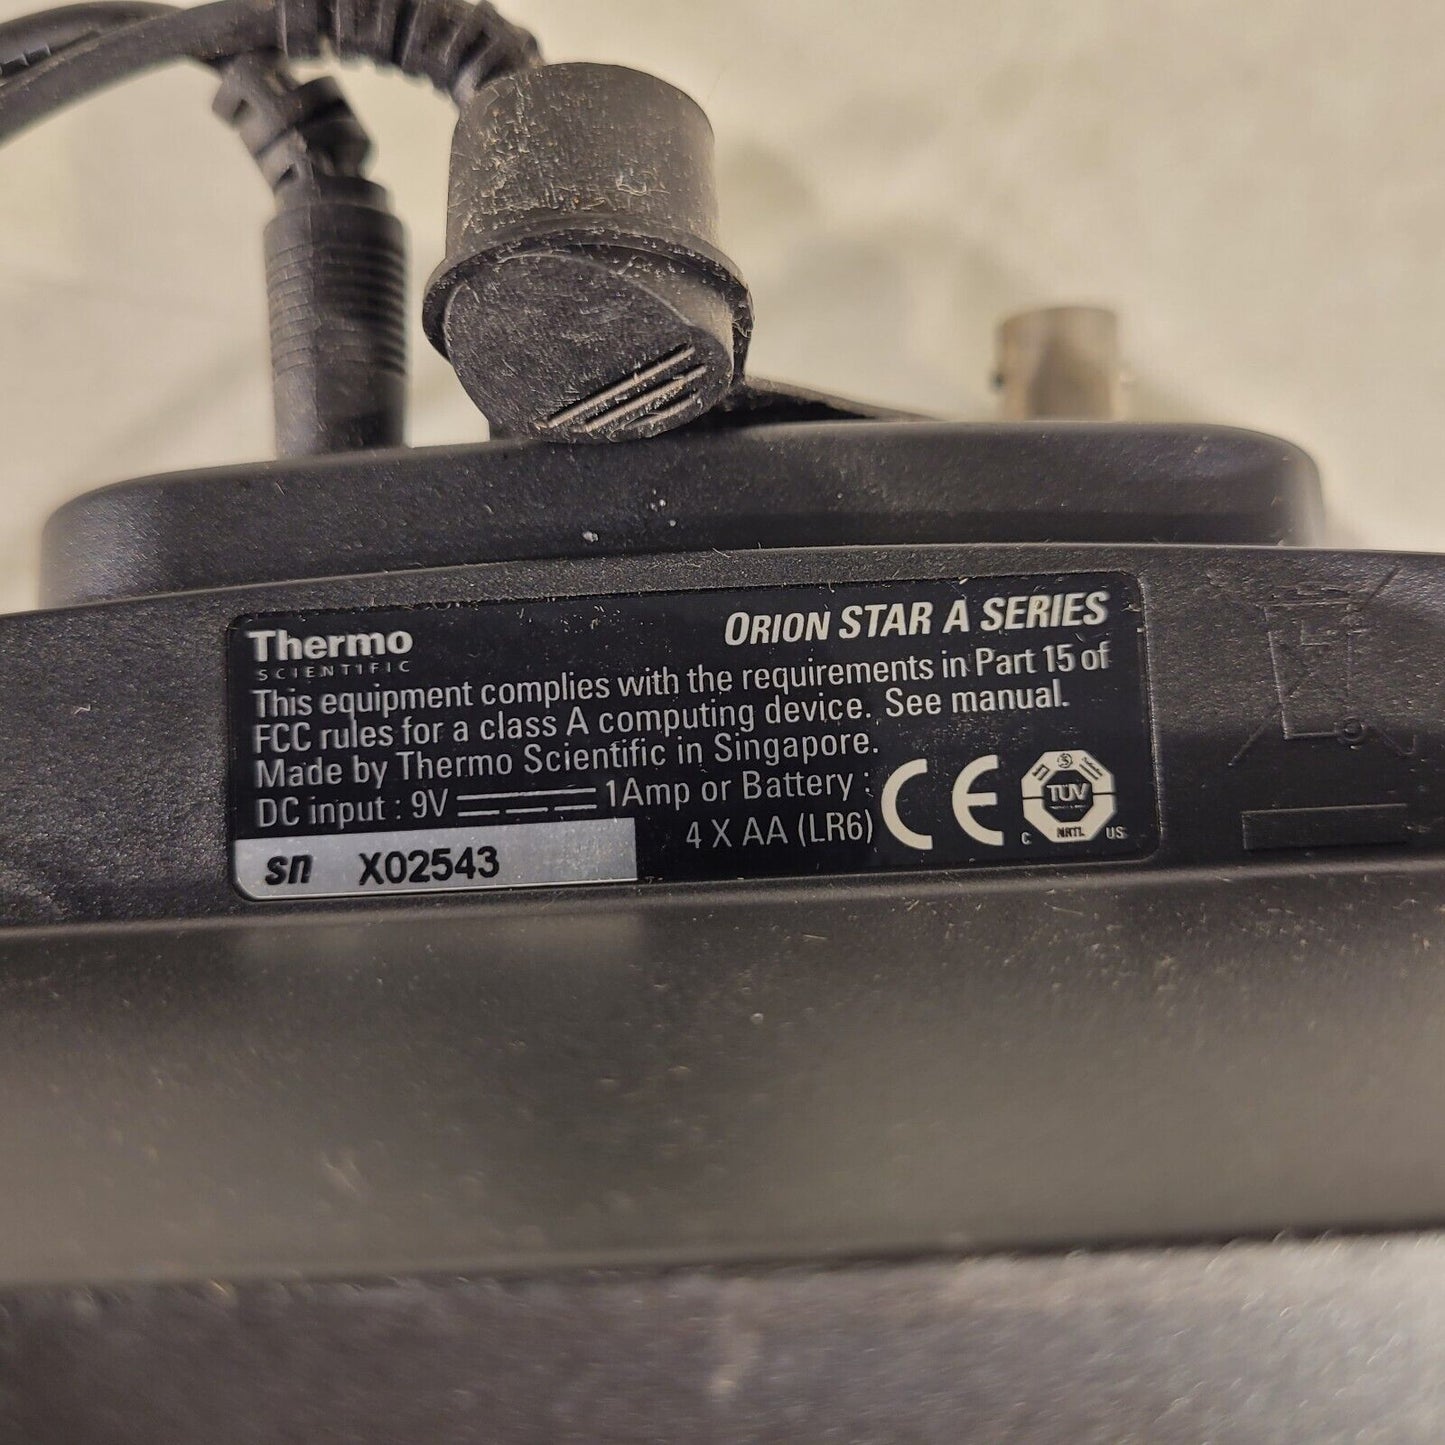 Thermo
SCIENTIFIC
ORION STAR A SERIES
This equipment complies with the requirements in Part 15 of
FCC rules for a class A computing device. See manual.
Made by Thermo Scientific in Singapore.
DC input : 9V 1Amp or Battery :
4 X AA (LR6)
CE
TÜV
NRTL
C US
sn X02543